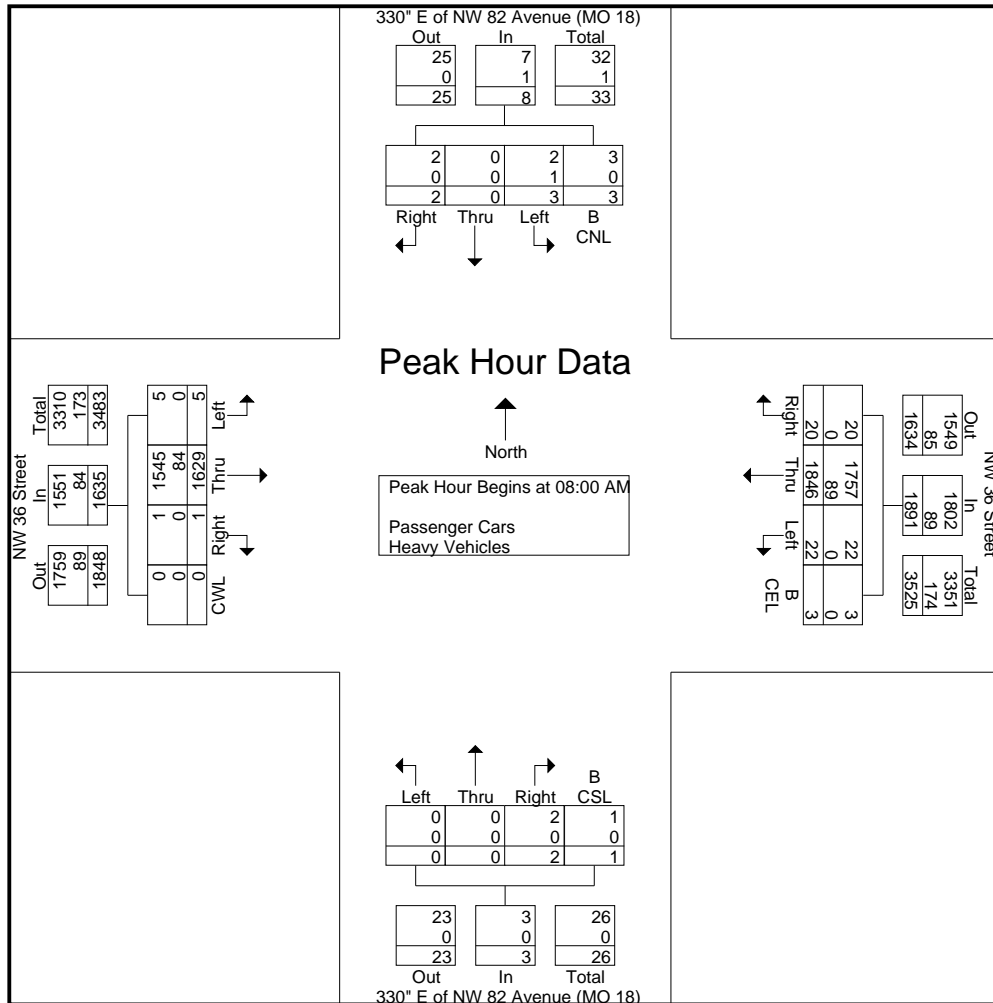 330" E of NW 82 Avenue (MO 18)
Out In Total
25 7 32
0 1 1
25 8 33
2 0 2 3
0 0 1 0
2 0 3 3
Right Thru Left B
CNL
Peak Hour Data
North
Peak Hour Begins at 08:00 AM
Passenger Cars
Heavy Vehicles
NW 36 Street
Out In Total
1759 1551 3310
89 84 173
1848 1635 3483
CWL Right Thru Left
0 1 1545 5
0 0 84 0
0 1 1629 5
NW 36 Street
Out In Total
1549 1802 3351
85 89 174
1634 1891 3525
20 1757 22 3
0 89 0 0
20 1846 22 3
Right Thru Left B
CEL
B
Left Thru Right CSL
0 0 2 1
0 0 0 0
0 0 2 1
23 3 26
0 0 0
23 3 26
Out In Total
330" E of NW 82 Avenue (MO 18)